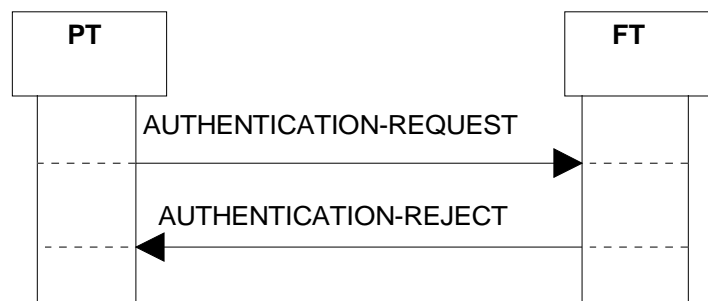 PT
FT
AUTHENTICATION-REQUEST
AUTHENTICATION-REJECT